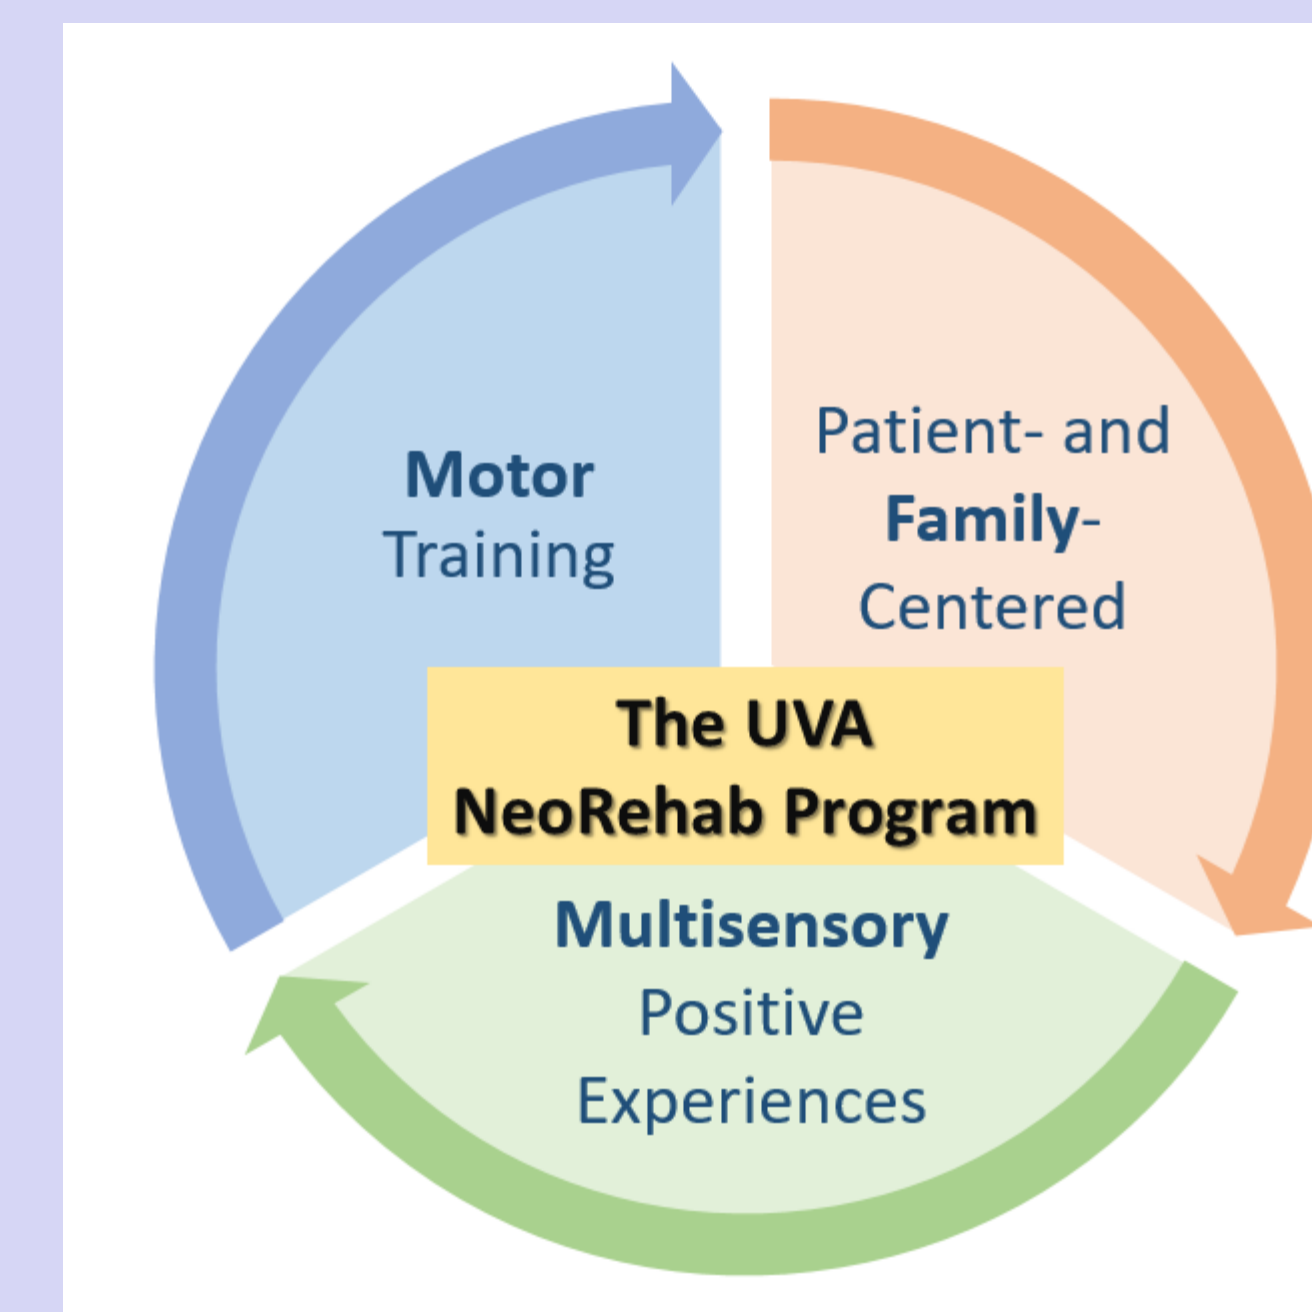 Motor
Training
Patient- and
Family-
Centered
The UVA
NeoRehab Program
Multisensory
Positive
Experiences